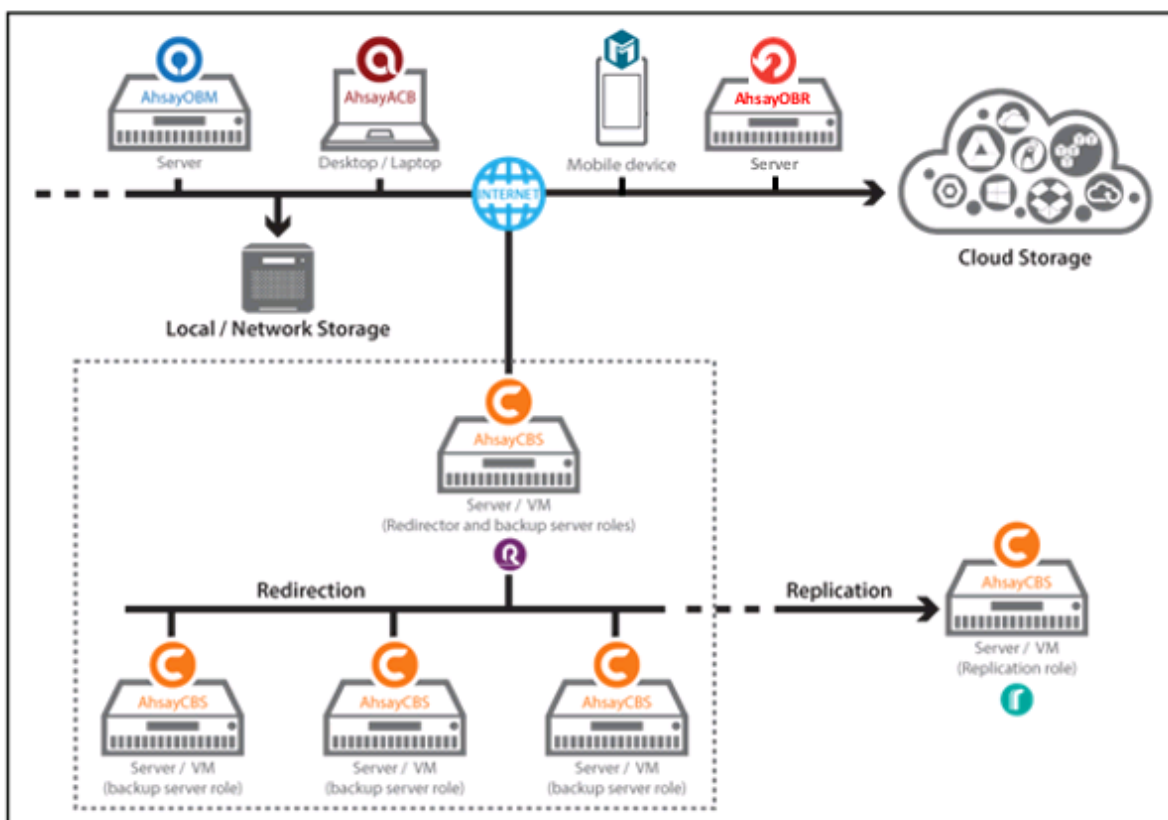 AhsayOBM
Server
AhsayACB
Desktop / Laptop
Mobile device
AhsayOBR
Server
INTERNET
Cloud Storage
Local / Network Storage
AhsayCBS
Server / VM
(Redirector and backup server roles)
Redirection
Replication
AhsayCBS
Server / VM
(Replication role)
AhsayCBS
Server / VM
(backup server role)
AhsayCBS
Server / VM
(backup server role)
AhsayCBS
Server / VM
(backup server role)